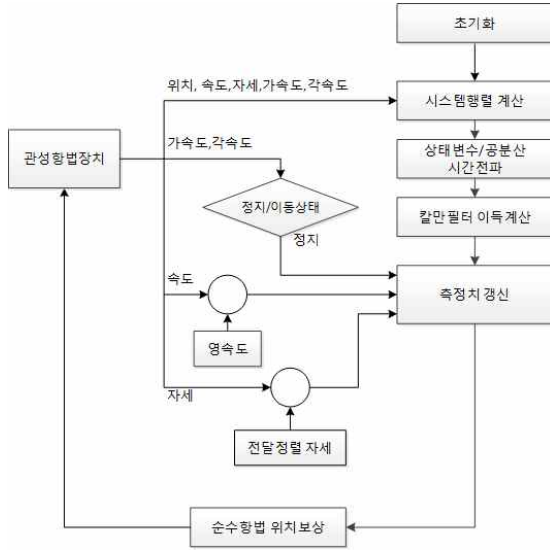 초기화
위치, 속도,자세,가속도,각속도
시스템행렬 계산
가속도,각속도
관성항법장치
상태변수/공분산
시간전파
정지/이동상태
칼만필터 이득계산
정지
속도
측정치 갱신
영속도
자세
전달정렬 자세
순수항법 위치보상